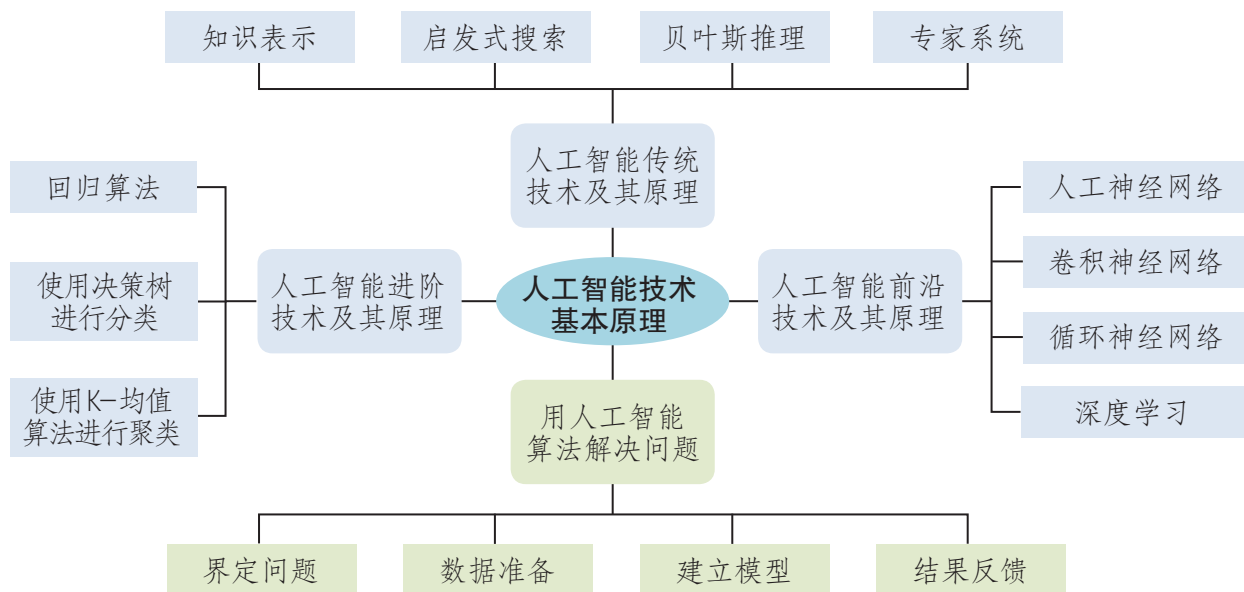 知识表示
启发式搜索
贝叶斯推理
专家系统
人工智能传统
技术及其原理
回归算法
使用决策树
进行分类
使用K-均值
算法进行聚类
人工智能进阶
技术及其原理
人工智能技术
基本原理
人工智能前沿
技术及其原理
人工神经网络
卷积神经网络
循环神经网络
深度学习
用人工智能
算法解决问题
界定问题
数据准备
建立模型
结果反馈